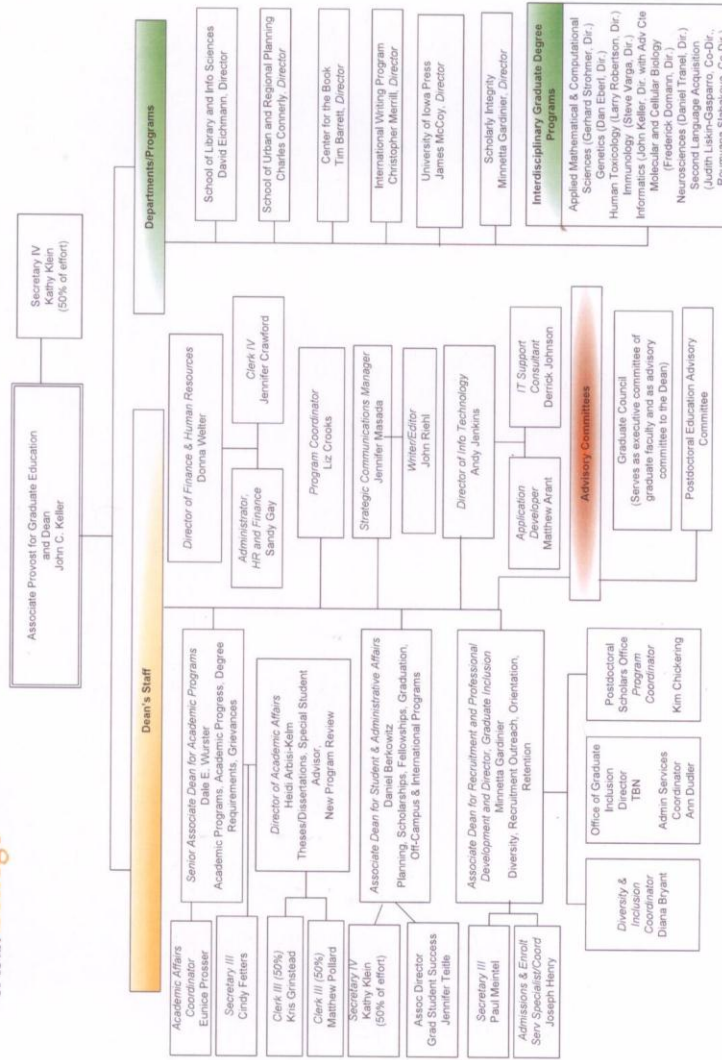 Associate Provost for Graduate Education
and Dean
John C. Keller
Secretary IV
Kathy Klein
(50% of effort)
Dean's Staff
Departments/Programs
Senior Associate Dean for Academic Programs
Dale E. Wurster
Academic Programs, Academic Progress, Degree
Requirements, Grievances
Academic Affairs
Coordinator
Eunice Prosser
Secretary III
Cindy Fetters
Director of Academic Affairs
Heidi Arbisi-Kelm
Theses/Dissertations, Special Student
Advisor,
New Program Review
Clerk III (50%)
Kris Grinstead
Clerk III (50%)
Matthew Pollard
Associate Dean for Student & Administrative Affairs
Daniel Berkowitz
Planning, Scholarships, Fellowships, Graduation,
Off-Campus & International Programs
Secretary IV
Kathy Klein
(50% of effort)
Assoc Director
Grad Student Success
Jennifer Teitle
Associate Dean for Recruitment and Professional
Development and Director, Graduate Inclusion
Minnetta Gardinier
Diversity, Recruitment Outreach, Orientation,
Retention
Secretary III
Paul Meintel
Admissions & Enrolt
Serv Specialist/Coord
Joseph Henry
Diversity &
Inclusion
Coordinator
Diana Bryant
Office of Graduate
Inclusion
Director
TBN
Admin Services
Coordinator
Ann Dudler
Postdoctoral
Scholars Office
Program
Coordinator
Kim Chickering
Director of Finance & Human Resources
Donna Welter
Administrator,
HR and Finance
Sandy Gay
Clerk IV
Jennifer Crawford
Program Coordinator
Liz Crooks
Strategic Communications Manager
Jennifer Masada
Writer/Editor
John Riehl
Director of Info Technology
Andy Jenkins
Application
Developer
Matthew Arant
IT Support
Consultant
Derrick Johnson
Advisory Committees
Graduate Council
(Serves as executive committee of
graduate faculty and as advisory
committee to the Dean)
Postdoctoral Education Advisory
Committee
School of Library and Info Sciences
David Eichmann, Director
School of Urban and Regional Planning
Charles Connerly, Director
Center for the Book
Tim Barrett, Director
International Writing Program
Christopher Merrill, Director
University of Iowa Press
James McCoy, Director
Scholarly Integrity
Minnetta Gardinier, Director
Interdisciplinary Graduate Degree
Programs
Applied Mathematical & Computational
Sciences (Gerhard Strohmer, Dir.)
Genetics (Dan Eberl, Dir.)
Human Toxicology (Larry Robertson, Dir.)
Immunology (Steve Varga, Dir.)
Informatics (John Keller, Dir. with Adv Cte
Molecular and Cellular Biology
(Frederick Domann, Dir.)
Neurosciences (Daniel Tranel, Dir.)
Second Language Acquisition
(Judith Liskin-Gasparro, Co-Dir.,